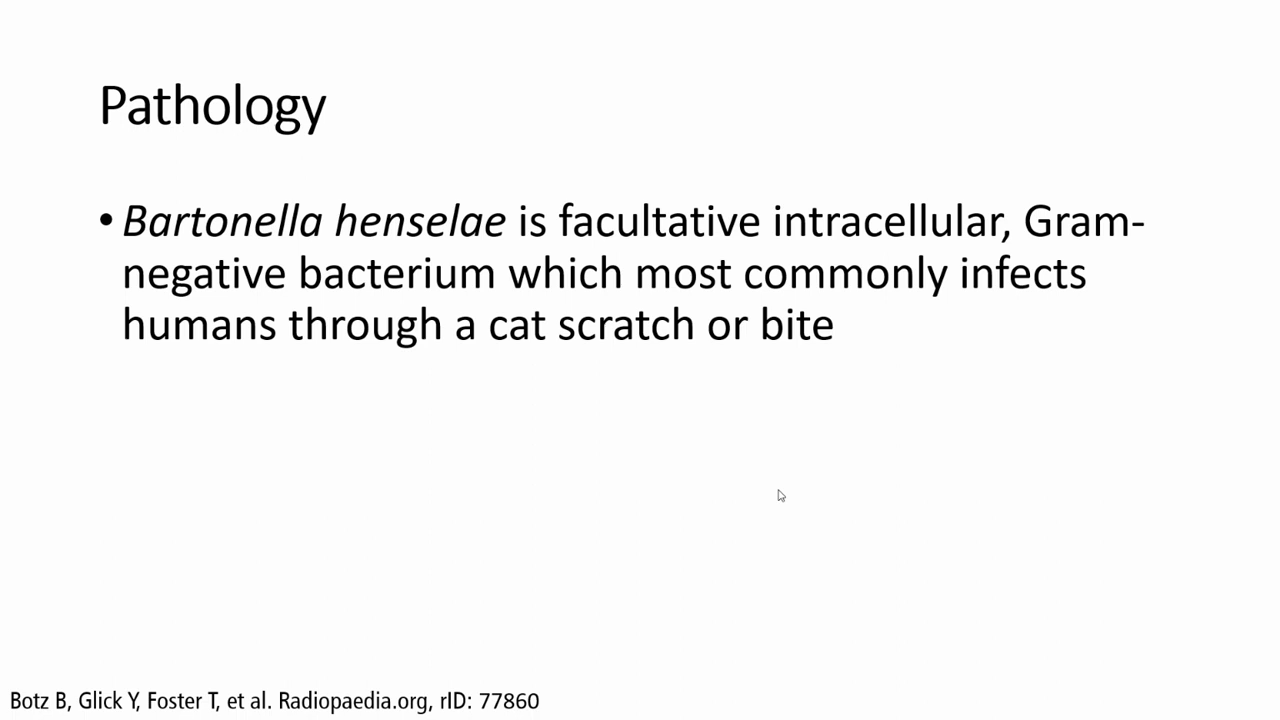 Pathology
• Bartonella henselae is facultative intracellular, Gram-
negative bacterium which most commonly infects
humans through a cat scratch or bite
Botz B, Glick Y, Foster T, et al. Radiopaedia.org, rID: 77860